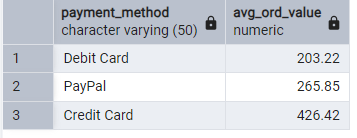 payment_method avg_ord_value
character varying (50) numeric
1 Debit Card 203.22
2 PayPal 265.85
3 Credit Card 426.42